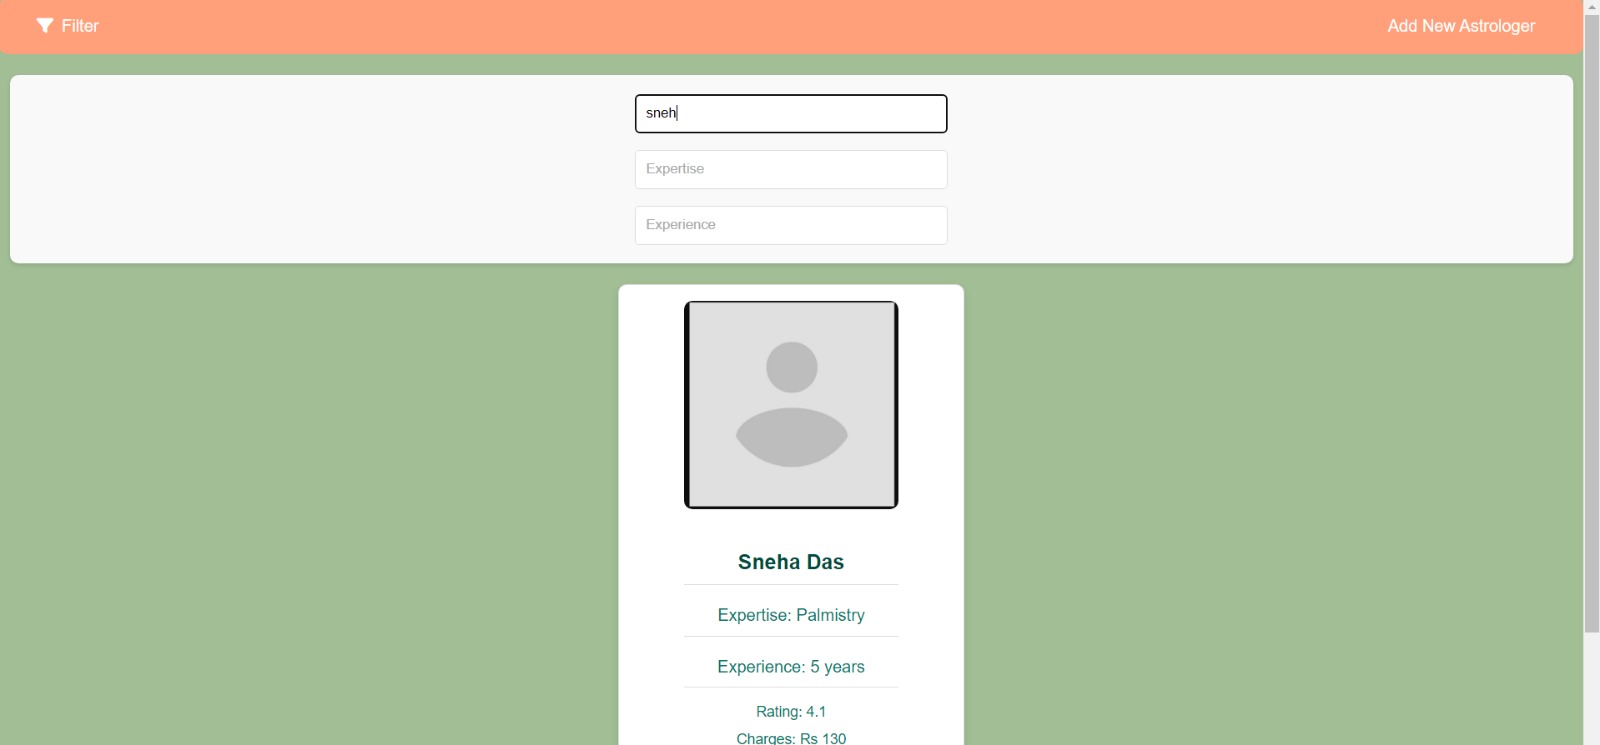 Filter
Add New Astrologer
sneh
Expertise
Experience
Sneha Das
Expertise: Palmistry
Experience: 5 years
Rating: 4.1
Charges: Rs 130